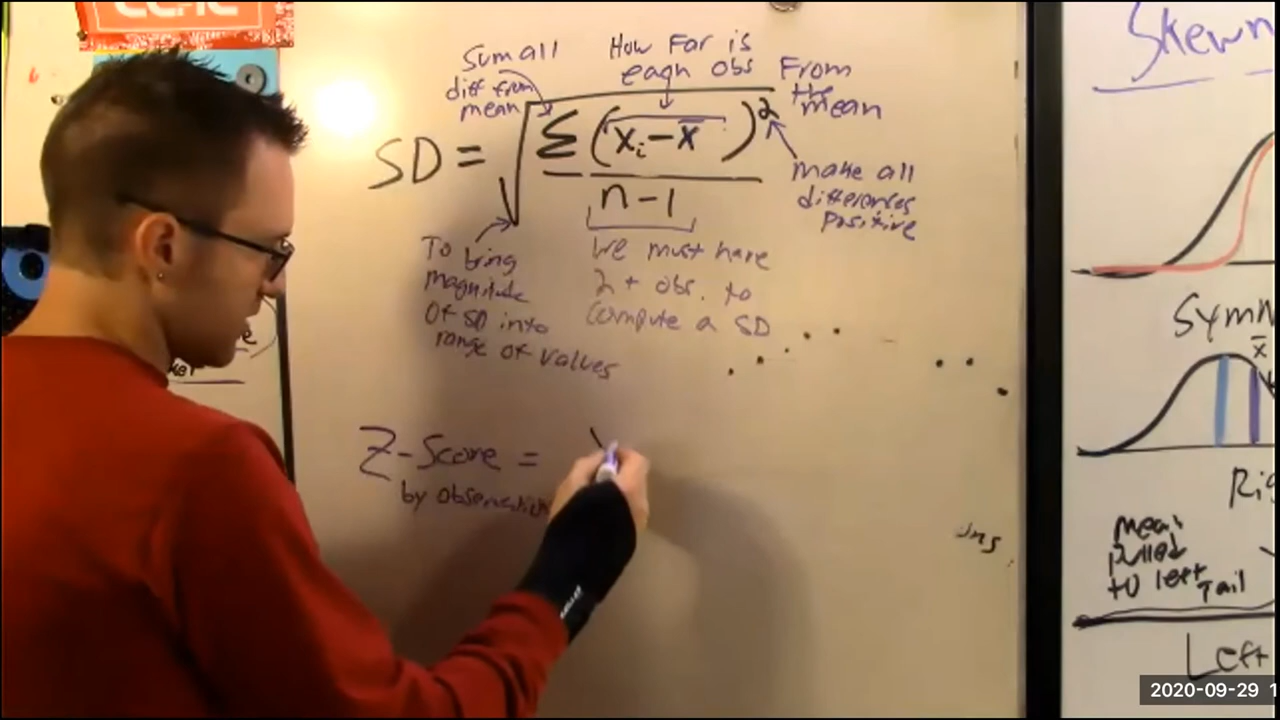 CCAC
Sum all
diff from
mean
How Far is
each obs
From
the
mean
SD = √ Σ (xᵢ - x̄)²
n - 1
make all
differences
positive
To bring
magnitude
of SD into
range of values
We must have
2 + obs. to
compute a SD
Z-Score =
by observation
Skewn
Symm
x̄
Rig
mean
pulled
to left
Tail
Left
2020-09-29 1